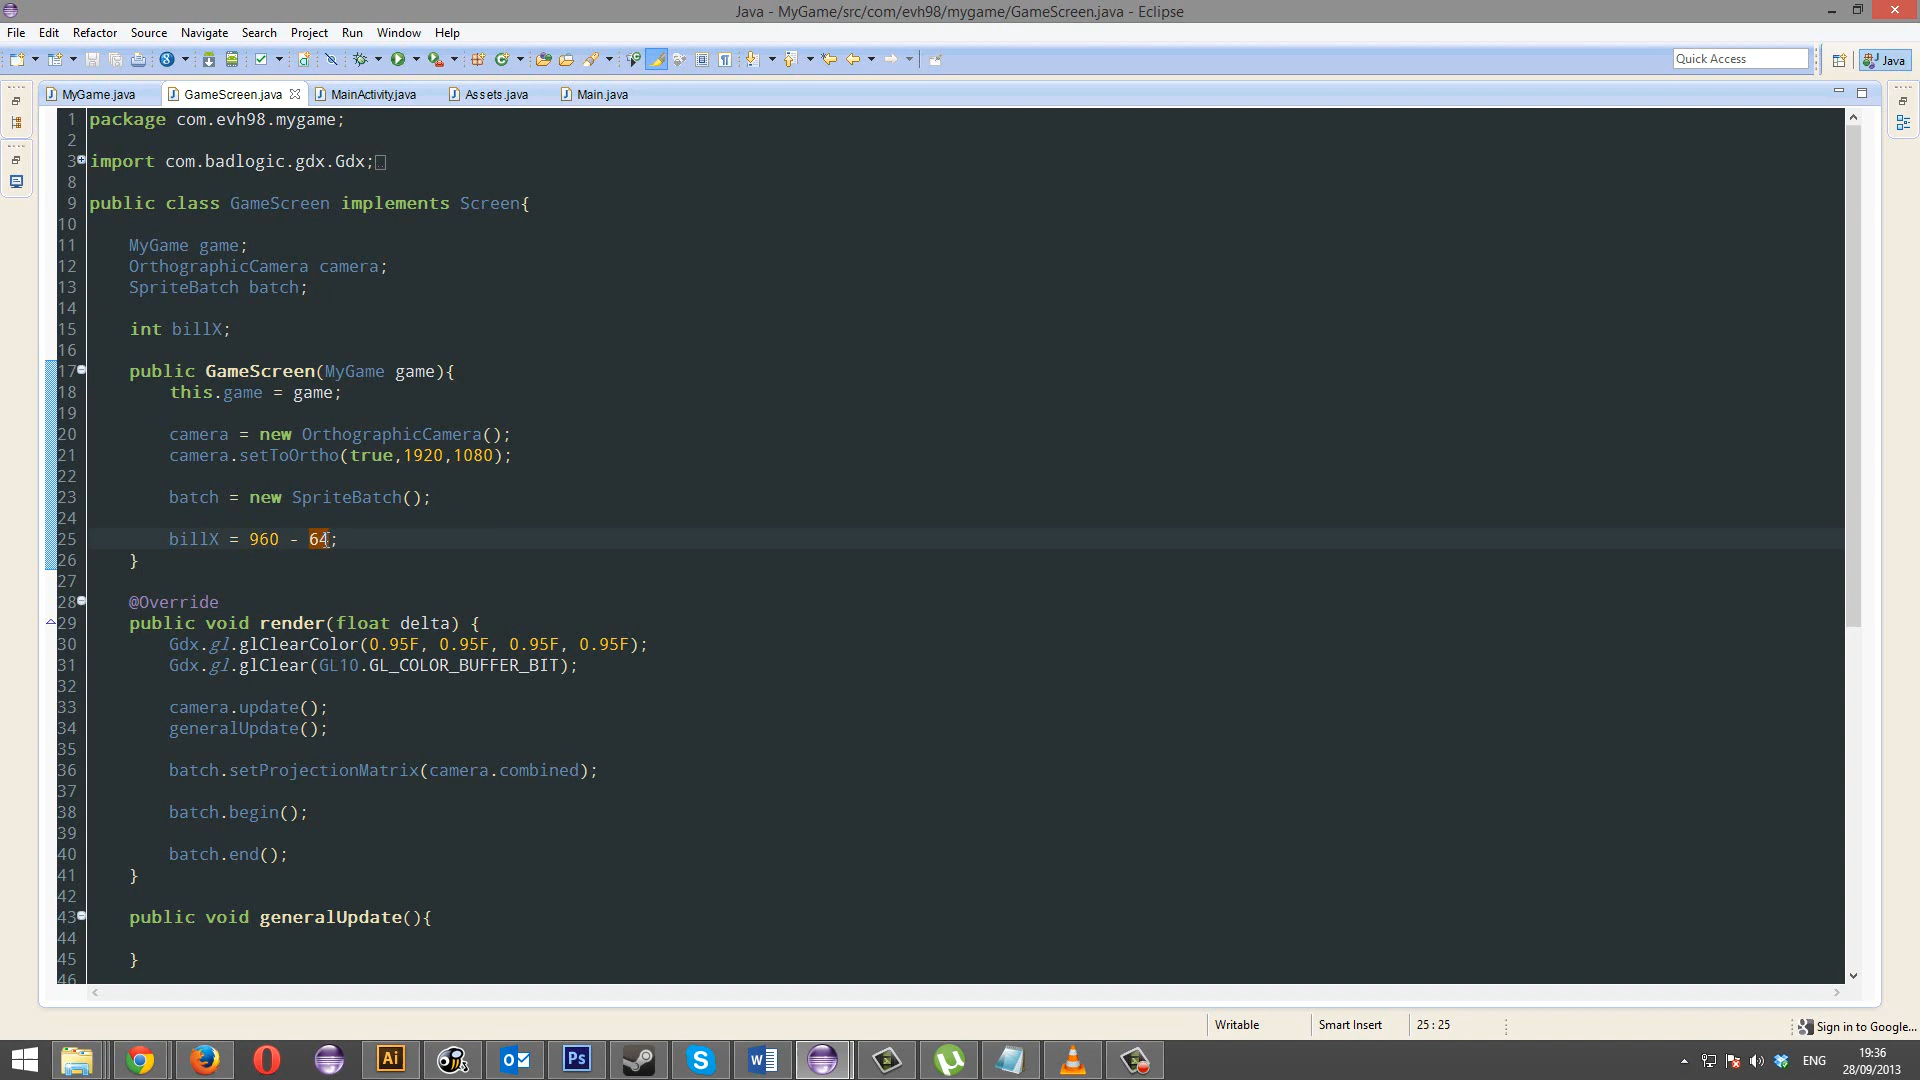 Java - MyGame/src/com/evh98/mygame/GameScreen.java - Eclipse
File Edit Refactor Source Navigate Search Project Run Window Help
Quick Access
Java
MyGame.java GameScreen.java MainActivity.java Assets.java Main.java
1 package com.evh98.mygame;
2
3 import com.badlogic.gdx.Gdx;
8
9 public class GameScreen implements Screen{
10
11 MyGame game;
12 OrthographicCamera camera;
13 SpriteBatch batch;
14
15 int billX;
16
17 public GameScreen(MyGame game){
18 this.game = game;
19
20 camera = new OrthographicCamera();
21 camera.setToOrtho(true,1920,1080);
22
23 batch = new SpriteBatch();
24
25 billX = 960 - 64;
26 }
27
28 @Override
29 public void render(float delta) {
30 Gdx.gl.glClearColor(0.95F, 0.95F, 0.95F, 0.95F);
31 Gdx.gl.glClear(GL10.GL_COLOR_BUFFER_BIT);
32
33 camera.update();
34 generalUpdate();
35
36 batch.setProjectionMatrix(camera.combined);
37
38 batch.begin();
39
40 batch.end();
41 }
42
43 public void generalUpdate(){
44
45 }
46
Writable Smart Insert 25 : 25 Sign in to Google...
Ai Ps ENG
19:36
28/09/2013